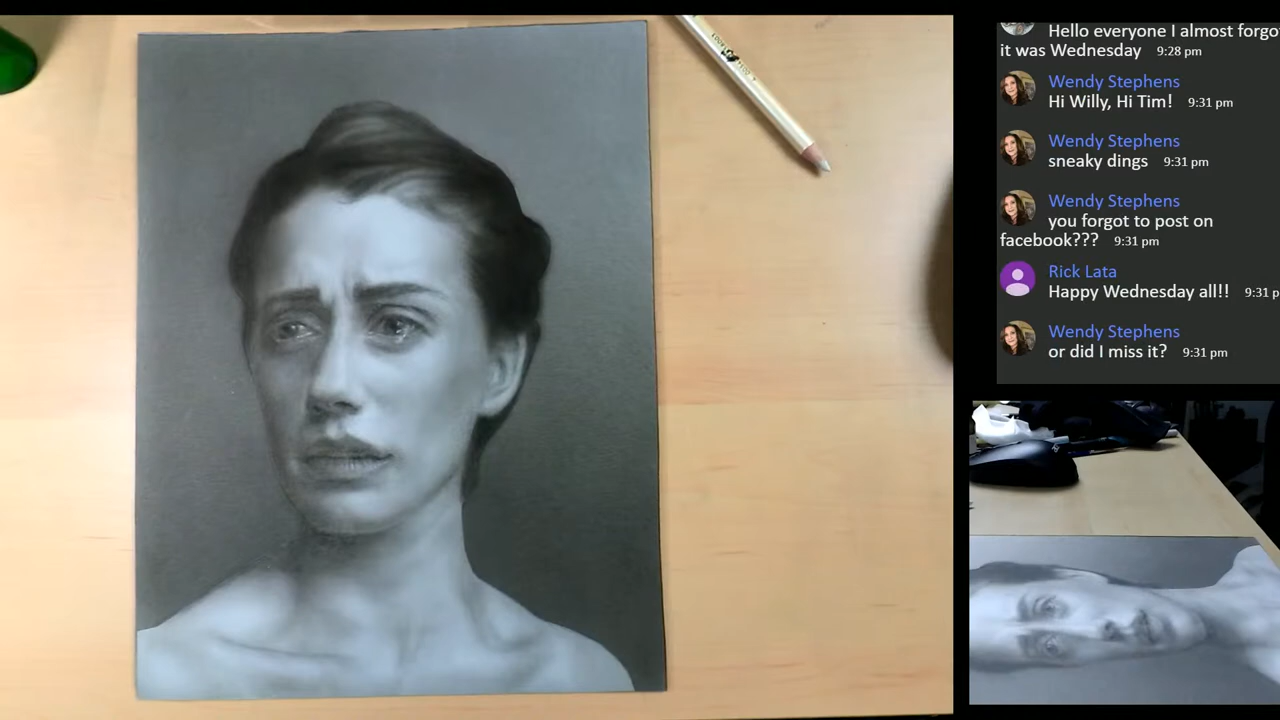 Hello everyone I almost forgo
it was Wednesday 9:28 pm
Wendy Stephens
Hi Willy, Hi Tim! 9:31 pm
Wendy Stephens
sneaky dings 9:31 pm
Wendy Stephens
you forgot to post on
facebook??? 9:31 pm
Rick Lata
Happy Wednesday all!! 9:31 p
Wendy Stephens
or did I miss it? 9:31 pm